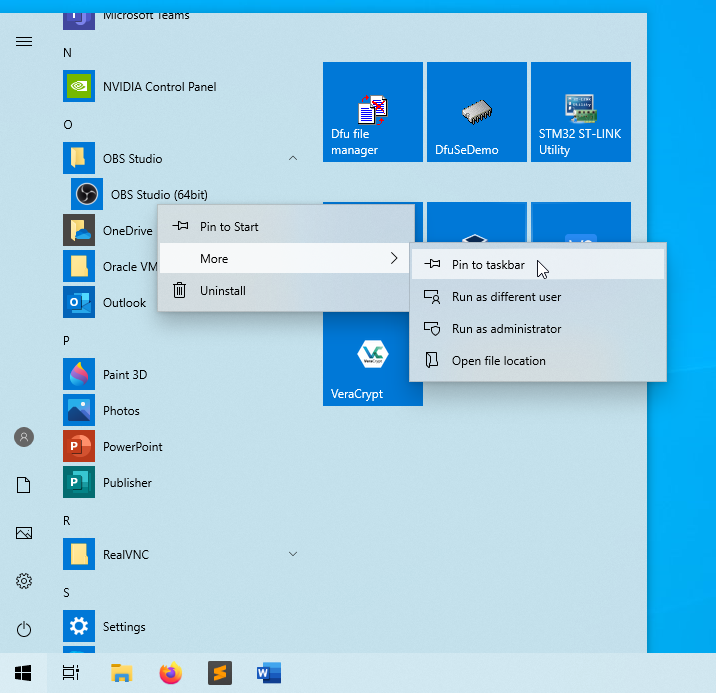 Microsoft Teams
N
NVIDIA Control Panel
O
OBS Studio
OBS Studio (64bit)
OneDrive
Oracle VM
Outlook
P
Paint 3D
Photos
PowerPoint
Publisher
R
RealVNC
S
Settings
Dfu file
manager
DfuSeDemo
STM32 ST-LINK
Utility
VeraCrypt
VeraCrypt
Pin to Start
More
Uninstall
Pin to taskbar
Run as different user
Run as administrator
Open file location